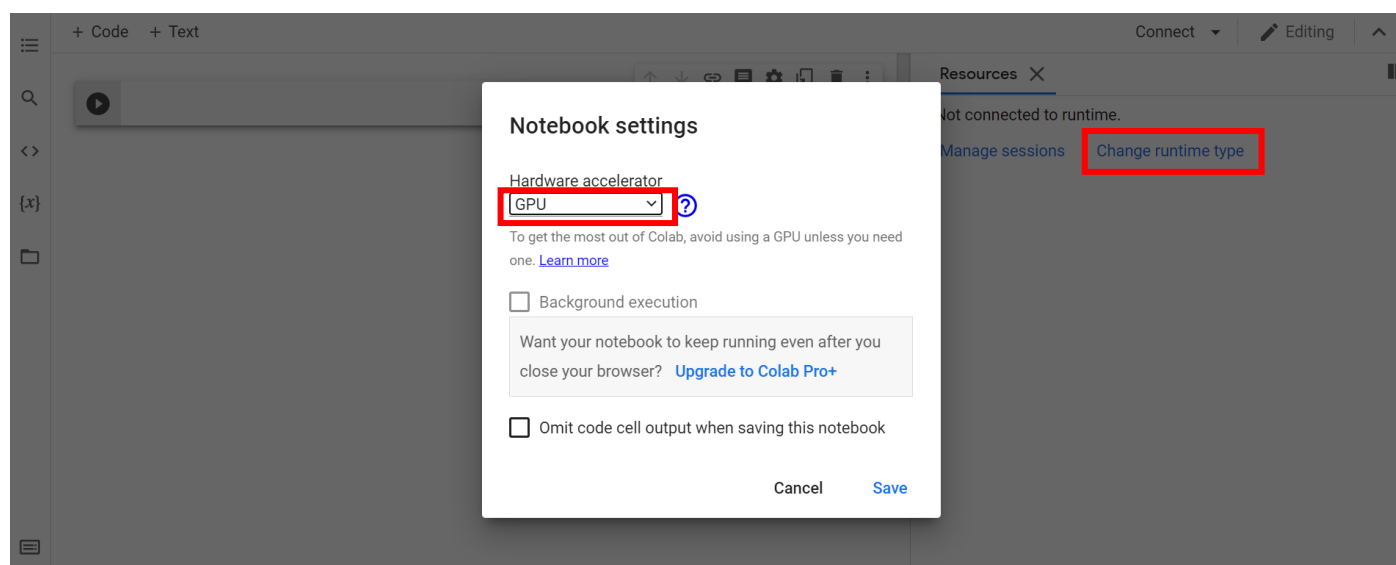 + Code + Text
Connect
Editing
Resources
Not connected to runtime.
Manage sessions
Change runtime type
{x}
Notebook settings
Hardware accelerator
GPU
?
To get the most out of Colab, avoid using a GPU unless you need
one. Learn more
Background execution
Want your notebook to keep running even after you
close your browser? Upgrade to Colab Pro+
Omit code cell output when saving this notebook
Cancel
Save